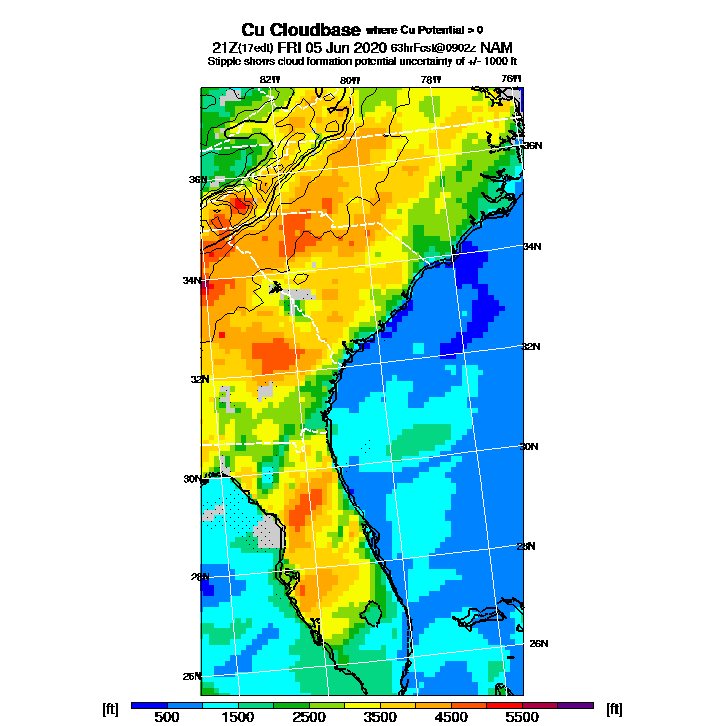 Cu Cloudbase where Cu Potential > 0
21Z(17edt) FRI 05 Jun 2020 63hrFcst@0902z NAM
Stipple shows cloud formation potential uncertainty of +/- 1000 ft
82W 80W 78W 76W
36N
36N
34N
34N
32N
32N
30N
30N
28N
28N
26N
26N
[ft] 500 1500 2500 3500 4500 5500 [ft]